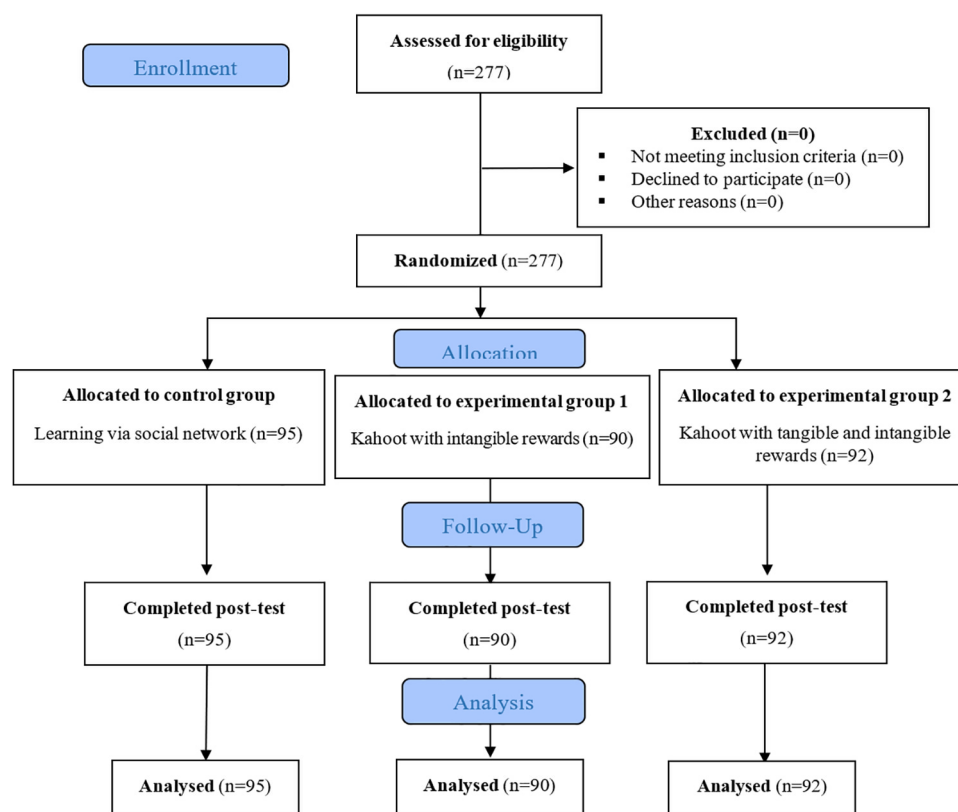 Assessed for eligibility
(n=277)
Enrollment
Excluded (n=0)
▪ Not meeting inclusion criteria (n=0)
▪ Declined to participate (n=0)
▪ Other reasons (n=0)
Randomized (n=277)
Allocation
Allocated to control group
Learning via social network (n=95)
Allocated to experimental group 1
Kahoot with intangible rewards (n=90)
Allocated to experimental group 2
Kahoot with tangible and intangible
rewards (n=92)
Follow-Up
Completed post-test
(n=95)
Completed post-test
(n=90)
Completed post-test
(n=92)
Analysis
Analysed (n=95)
Analysed (n=90)
Analysed (n=92)